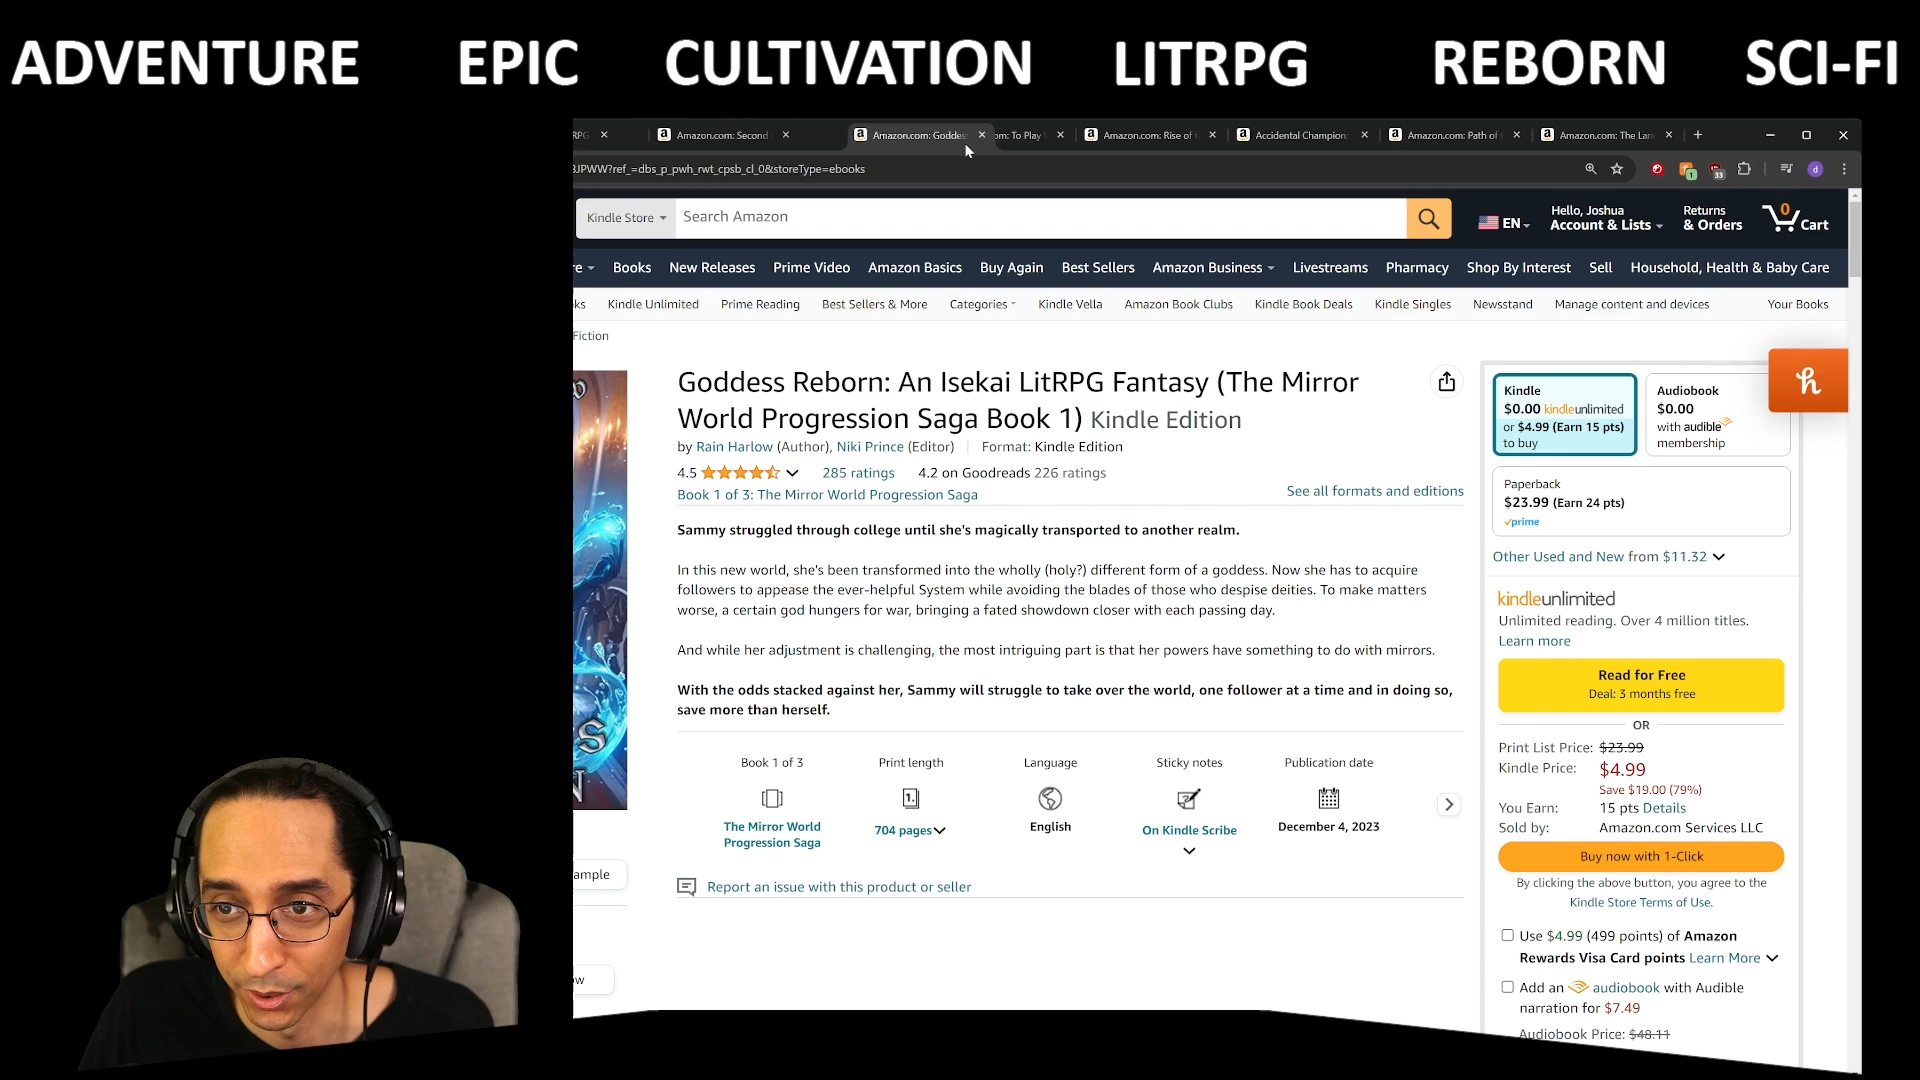 ADVENTURE EPIC CULTIVATION LITRPG REBORN SCI-FI
RPG Amazon.com: Second Amazon.com: Goddes om: To Play Amazon.com: Rise of Accidental Champion: Amazon.com: Path of Amazon.com: The Lan
JPWW?ref_=dbs_p_pwh_rwt_cpsb_cl_0&storeType=ebooks
1 33 d
Kindle Store Search Amazon EN Hello, Joshua Account & Lists Returns & Orders 0 Cart
re Books New Releases Prime Video Amazon Basics Buy Again Best Sellers Amazon Business Livestreams Pharmacy Shop By Interest Sell Household, Health & Baby Care
ks Kindle Unlimited Prime Reading Best Sellers & More Categories Kindle Vella Amazon Book Clubs Kindle Book Deals Kindle Singles Newsstand Manage content and devices Your Books
Fiction
Goddess Reborn: An Isekai LitRPG Fantasy (The Mirror
World Progression Saga Book 1) Kindle Edition
by Rain Harlow (Author), Niki Prince (Editor) Format: Kindle Edition
4.5 285 ratings 4.2 on Goodreads 226 ratings
Book 1 of 3: The Mirror World Progression Saga
See all formats and editions
Sammy struggled through college until she's magically transported to another realm.
In this new world, she's been transformed into the wholly (holy?) different form of a goddess. Now she has to acquire
followers to appease the ever-helpful System while avoiding the blades of those who despise deities. To make matters
worse, a certain god hungers for war, bringing a fated showdown closer with each passing day.
And while her adjustment is challenging, the most intriguing part is that her powers have something to do with mirrors.
With the odds stacked against her, Sammy will struggle to take over the world, one follower at a time and in doing so,
save more than herself.
Book 1 of 3 Print length Language Sticky notes Publication date
1.
The Mirror World
Progression Saga
704 pages
English
On Kindle Scribe
December 4, 2023
ample
Report an issue with this product or seller
ow
Kindle
$0.00 kindleunlimited
or $4.99 (Earn 15 pts)
to buy
Audiobook
$0.00
with audible
membership
h
Paperback
$23.99 (Earn 24 pts)
prime
Other Used and New from $11.32
kindleunlimited
Unlimited reading. Over 4 million titles.
Learn more
Read for Free
Deal: 3 months free
OR
Print List Price: $23.99
Kindle Price: $4.99
Save $19.00 (79%)
You Earn: 15 pts Details
Sold by: Amazon.com Services LLC
Buy now with 1-Click
By clicking the above button, you agree to the
Kindle Store Terms of Use.
Use $4.99 (499 points) of Amazon
Rewards Visa Card points Learn More
Add an audiobook with Audible
narration for $7.49
Audiobook Price: $48.11